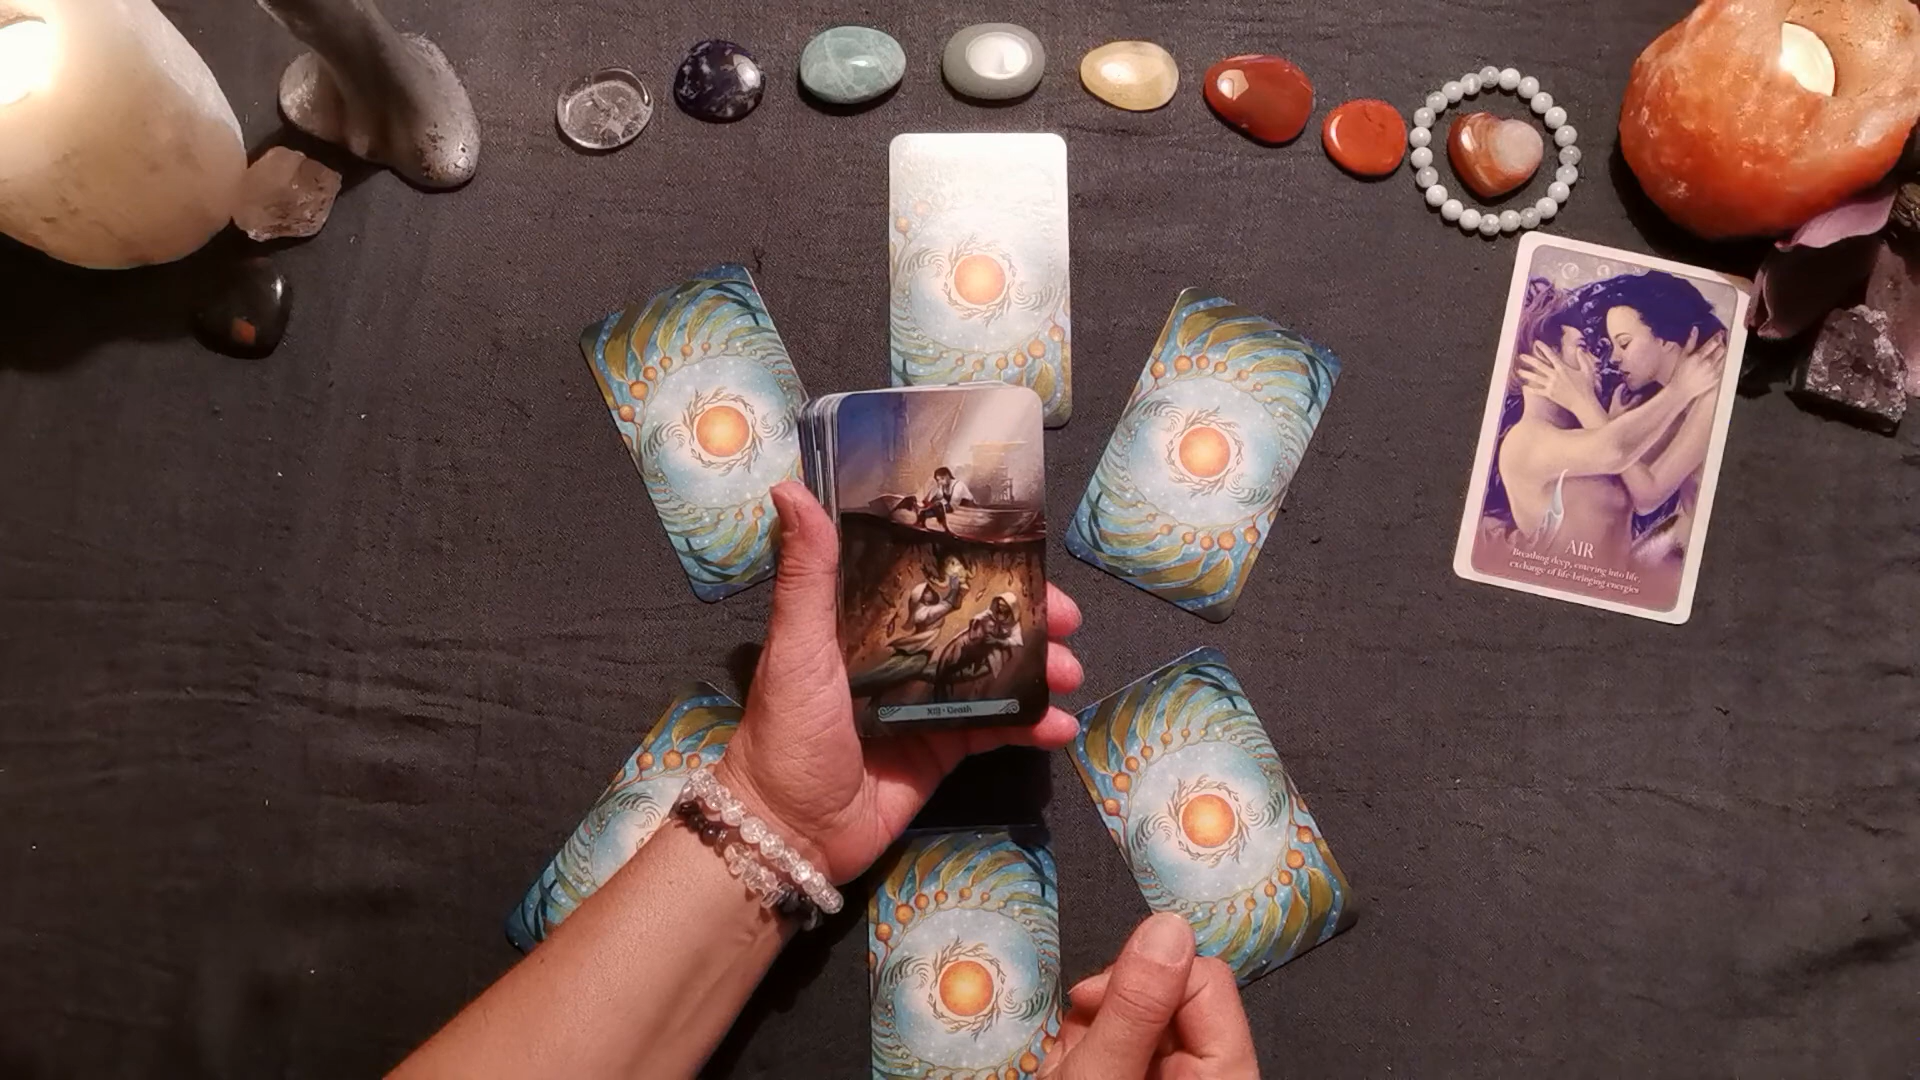 XIII · Death
AIR
Breathing deep, entering into life,
exchange of life-bringing energies